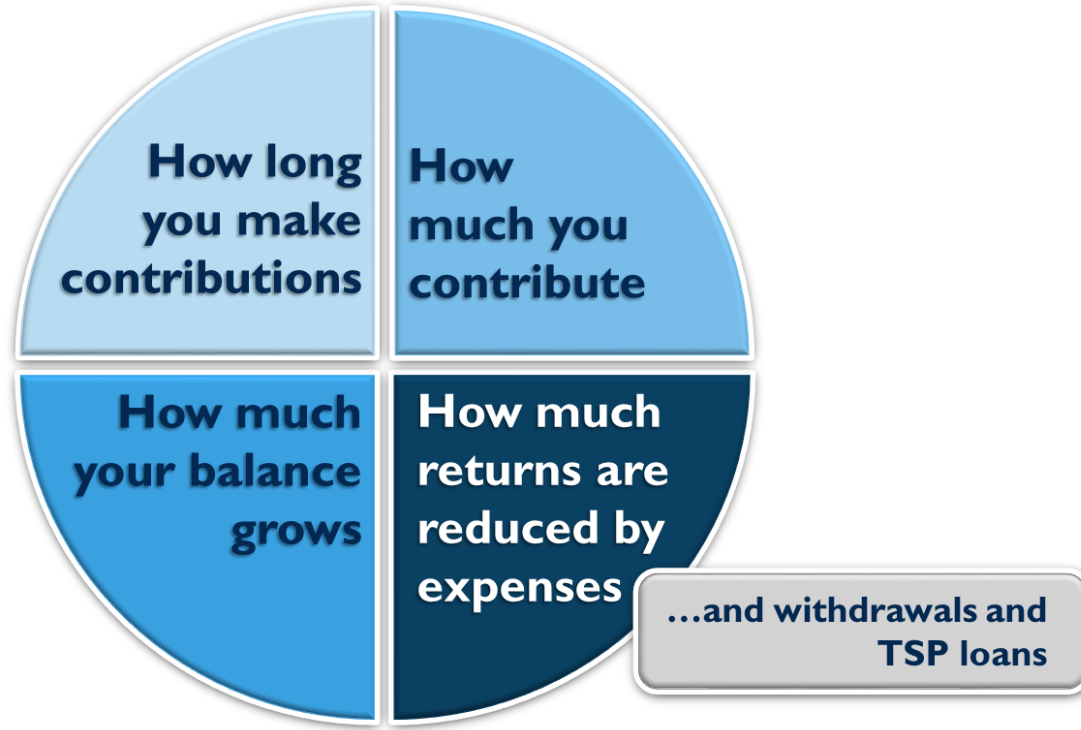 How long
you make
contributions
How
much you
contribute
How much
your balance
grows
How much
returns are
reduced by
expenses
…and withdrawals and
TSP loans